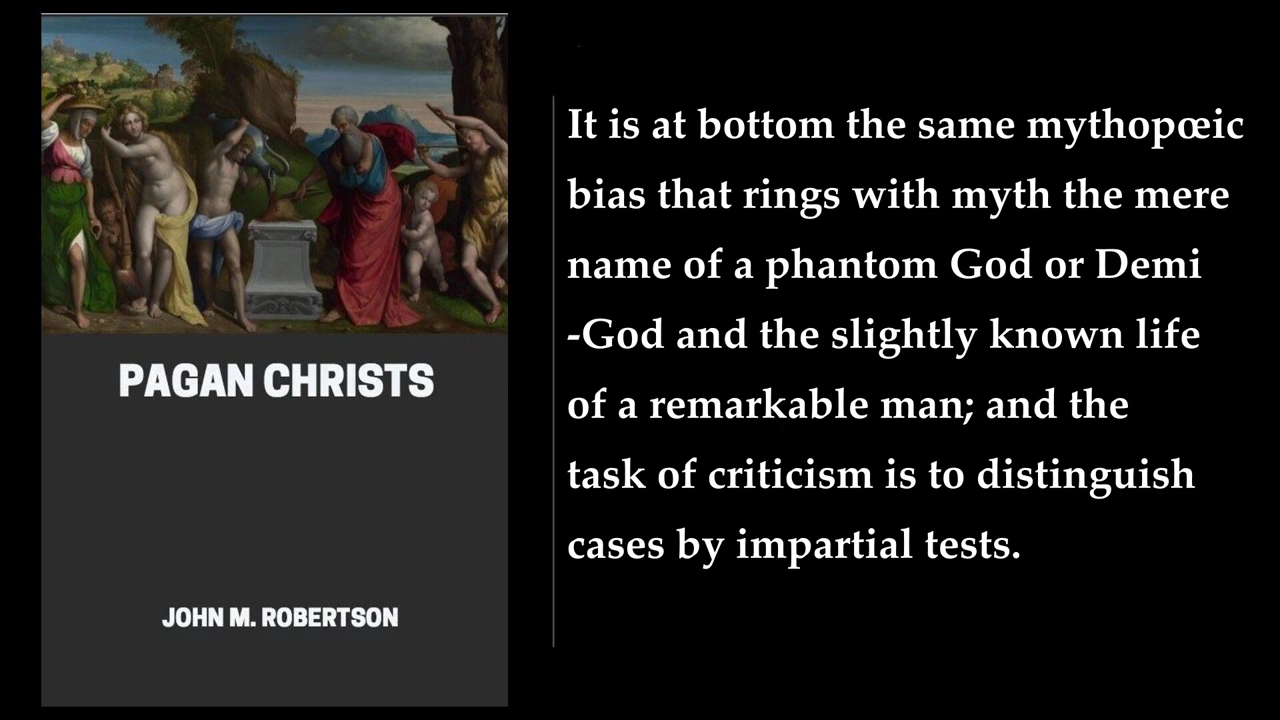 PAGAN CHRISTS
JOHN M. ROBERTSON
It is at bottom the same mythopœic
bias that rings with myth the mere
name of a phantom God or Demi
-God and the slightly known life
of a remarkable man; and the
task of criticism is to distinguish
cases by impartial tests.